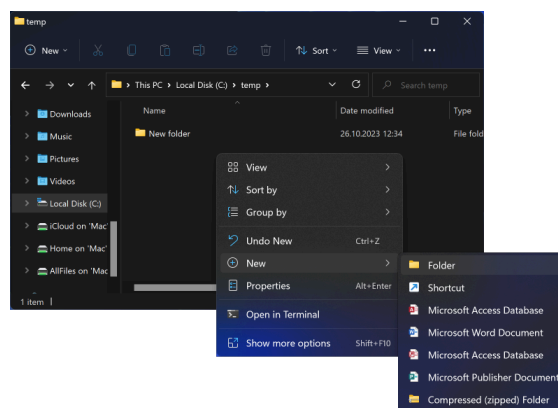 temp
New
Sort
View
This PC > Local Disk (C:) > temp >
Search temp
Name
Date modified
Type
Downloads
New folder
26.10.2023 12:34
File fold
Music
Pictures
Videos
Local Disk (C:)
iCloud on 'Mac'
Home on 'Mac'
AllFiles on 'Mac
1 item
View
Sort by
Group by
Undo New Ctrl+Z
New
Properties Alt+Enter
Open in Terminal
Show more options Shift+F10
Folder
Shortcut
Microsoft Access Database
Microsoft Word Document
Microsoft Access Database
Microsoft Publisher Document
Compressed (zipped) Folder